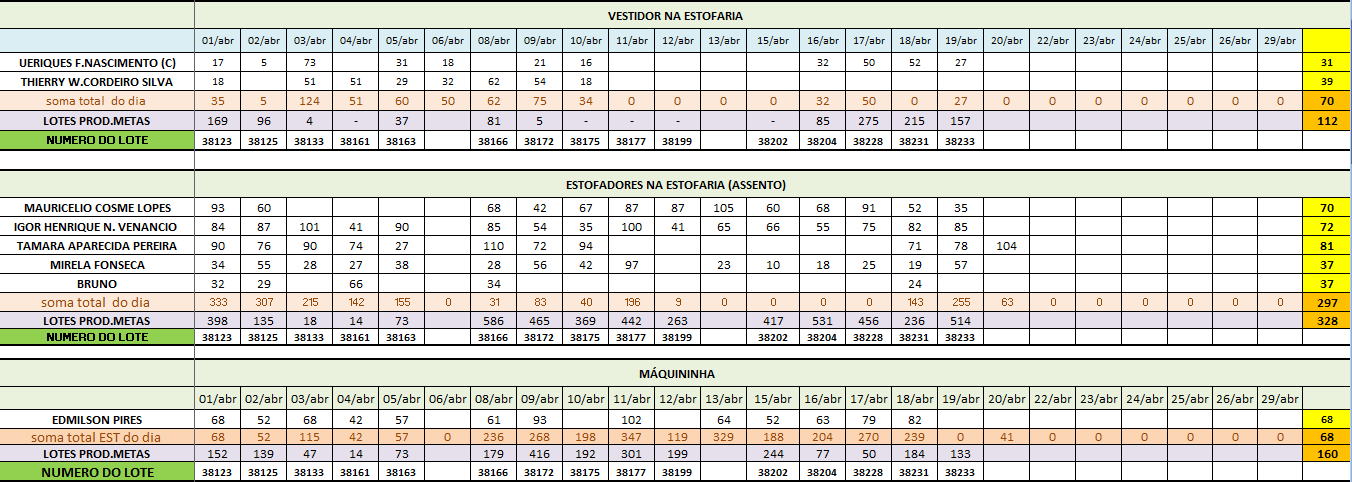 VESTIDOR NA ESTOFARIA
01/abr 02/abr 03/abr 04/abr 05/abr 06/abr 08/abr 09/abr 10/abr 11/abr 12/abr 13/abr 15/abr 16/abr 17/abr 18/abr 19/abr 20/abr 22/abr 23/abr 24/abr 25/abr 26/abr 29/abr
UERIQUES F.NASCIMENTO (C) 17 5 73 31 18 21 16 32 50 52 27 31
THIERRY W.CORDEIRO SILVA 18 51 51 29 32 62 54 18 39
soma total do dia 35 5 124 51 60 50 62 75 34 0 0 0 0 32 50 0 27 0 0 0 0 0 0 0 70
LOTES PROD.METAS 169 96 4 - 37 81 5 - - - - 85 275 215 157 112
NUMERO DO LOTE 38123 38125 38133 38161 38163 38166 38172 38175 38177 38199 38202 38204 38228 38231 38233
ESTOFADORES NA ESTOFARIA (ASSENTO)
MAURICELIO COSME LOPES 93 60 68 42 67 87 87 105 60 68 91 52 35 70
IGOR HENRIQUE N. VENANCIO 84 87 101 41 90 85 54 35 100 41 65 66 55 75 82 85 72
TAMARA APARECIDA PEREIRA 90 76 90 74 27 110 72 94 71 78 104 81
MIRELA FONSECA 34 55 28 27 38 28 56 42 97 23 10 18 25 19 57 37
BRUNO 32 29 66 34 24 37
soma total do dia 333 307 215 142 155 0 31 83 40 196 9 0 0 0 0 143 255 63 0 0 0 0 0 0 297
LOTES PROD.METAS 398 135 18 14 73 586 465 369 442 263 417 531 456 236 514 328
NUMERO DO LOTE 38123 38125 38133 38161 38163 38166 38172 38175 38177 38199 38202 38204 38228 38231 38233
MÁQUININHA
01/abr 02/abr 03/abr 04/abr 05/abr 06/abr 08/abr 09/abr 10/abr 11/abr 12/abr 13/abr 15/abr 16/abr 17/abr 18/abr 19/abr 20/abr 22/abr 23/abr 24/abr 25/abr 26/abr 29/abr
EDMILSON PIRES 68 52 68 42 57 61 93 102 64 52 63 79 82 68
soma total EST do dia 68 52 115 42 57 0 236 268 198 347 119 329 188 204 270 239 0 41 0 0 0 0 0 0 68
LOTES PROD.METAS 152 139 47 14 73 179 416 192 301 199 244 77 50 184 133 160
NUMERO DO LOTE 38123 38125 38133 38161 38163 38166 38172 38175 38177 38199 38202 38204 38228 38231 38233